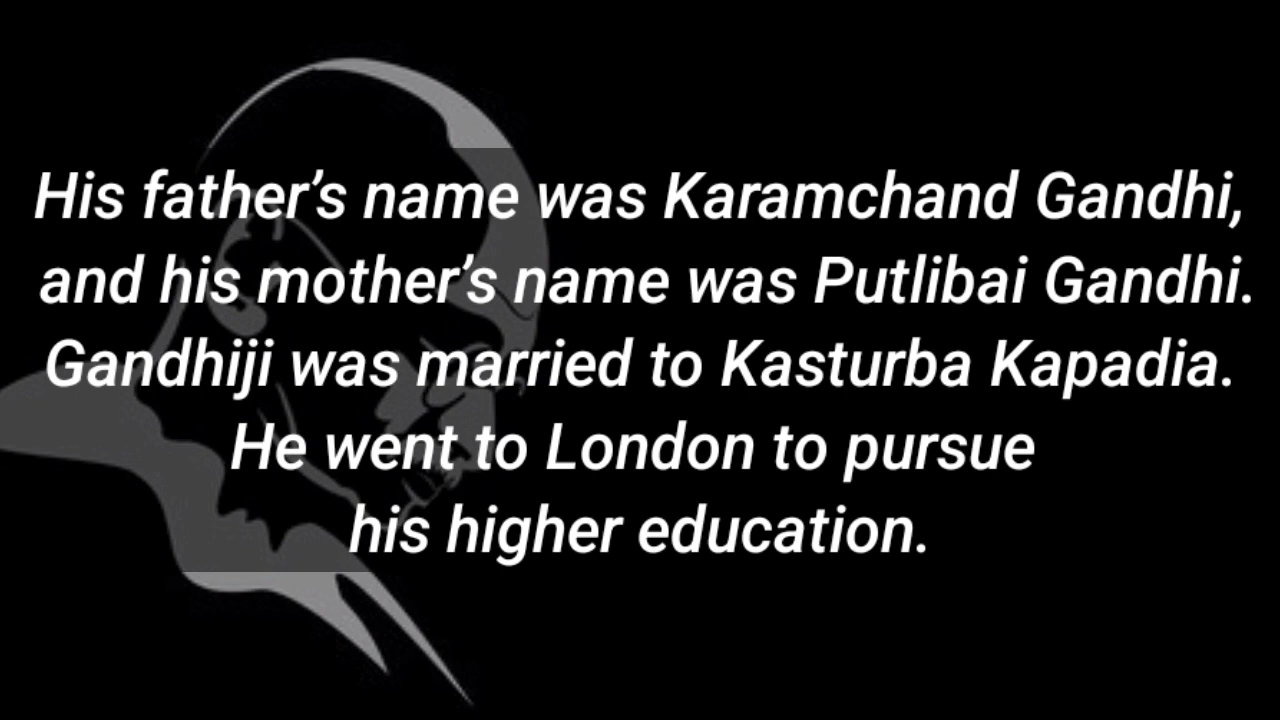 His father’s name was Karamchand Gandhi,
and his mother’s name was Putlibai Gandhi.
Gandhiji was married to Kasturba Kapadia.
He went to London to pursue
his higher education.